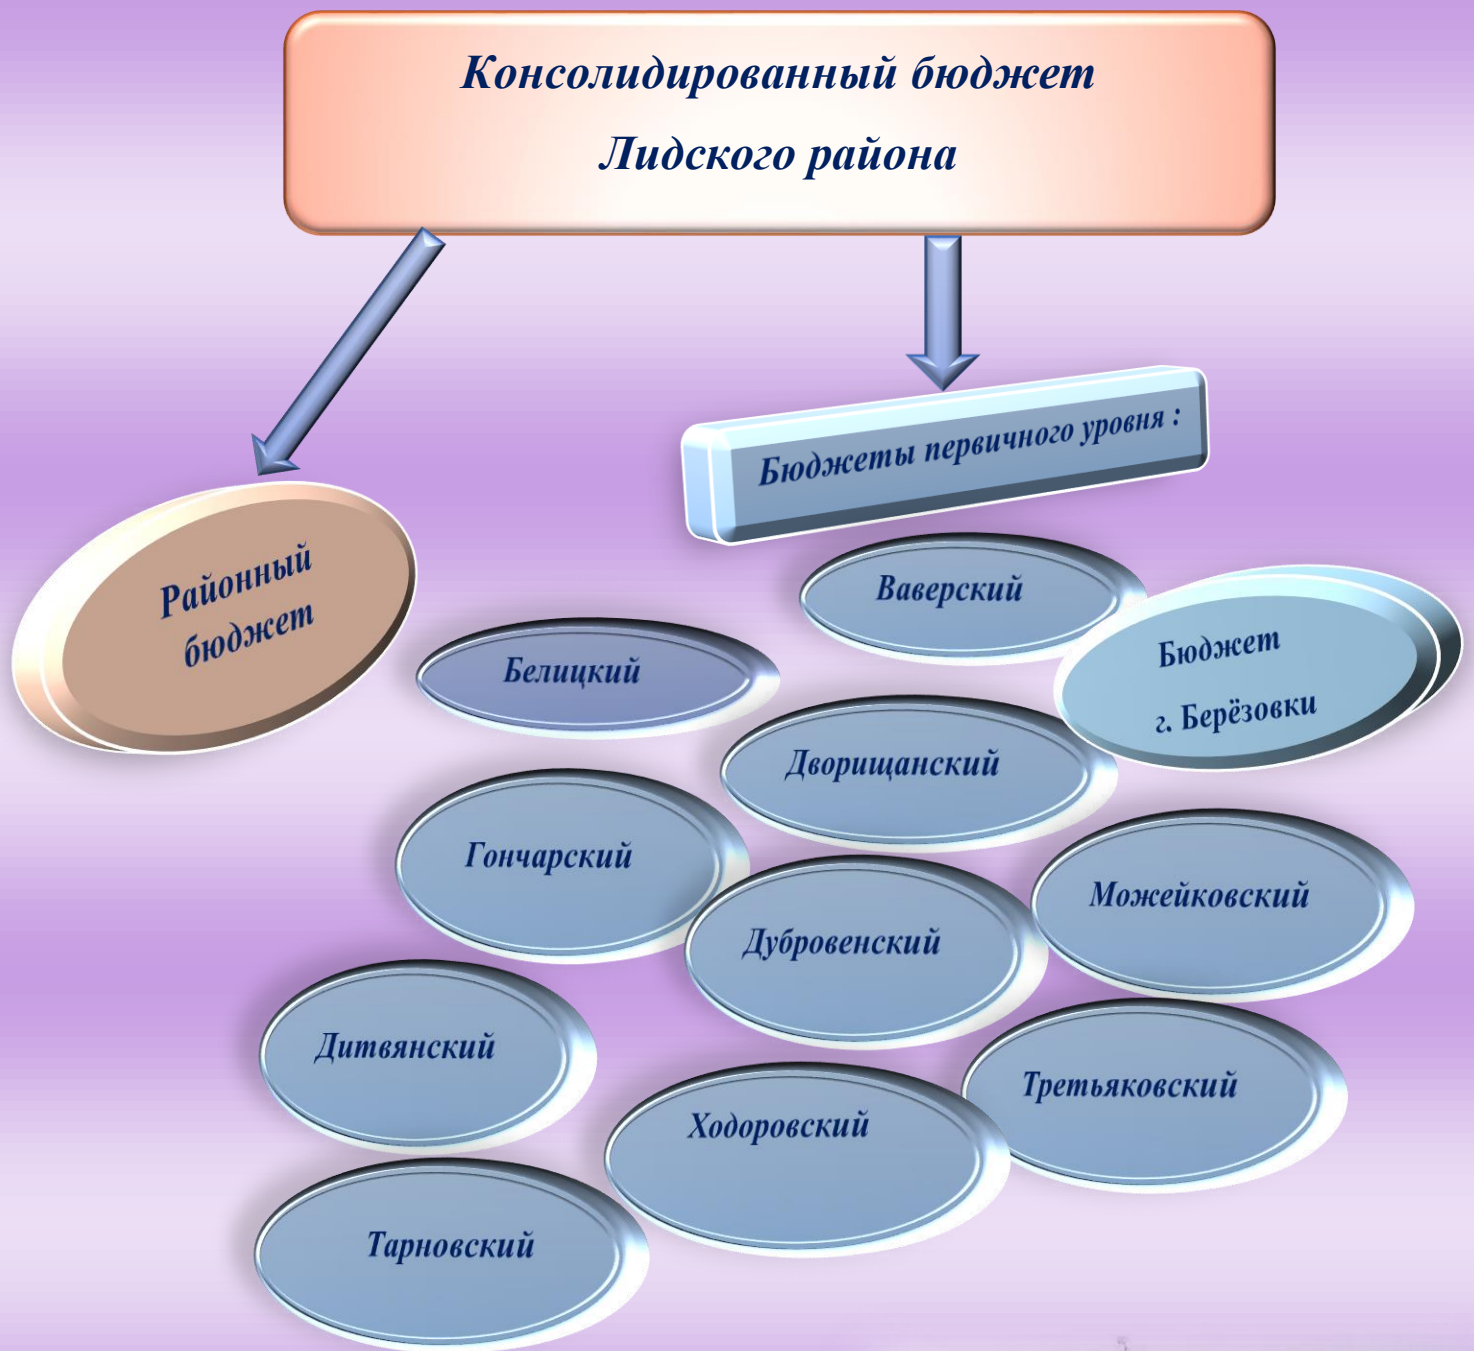 Консолидированный бюджет
Лидского района
Бюджеты первичного уровня :
Районный
бюджет
Ваверский
Белицкий
Бюджет
г. Берёзовки
Дворищанский
Гончарский
Можейковский
Дубровенский
Дитвянский
Третьяковский
Ходоровский
Тарновский